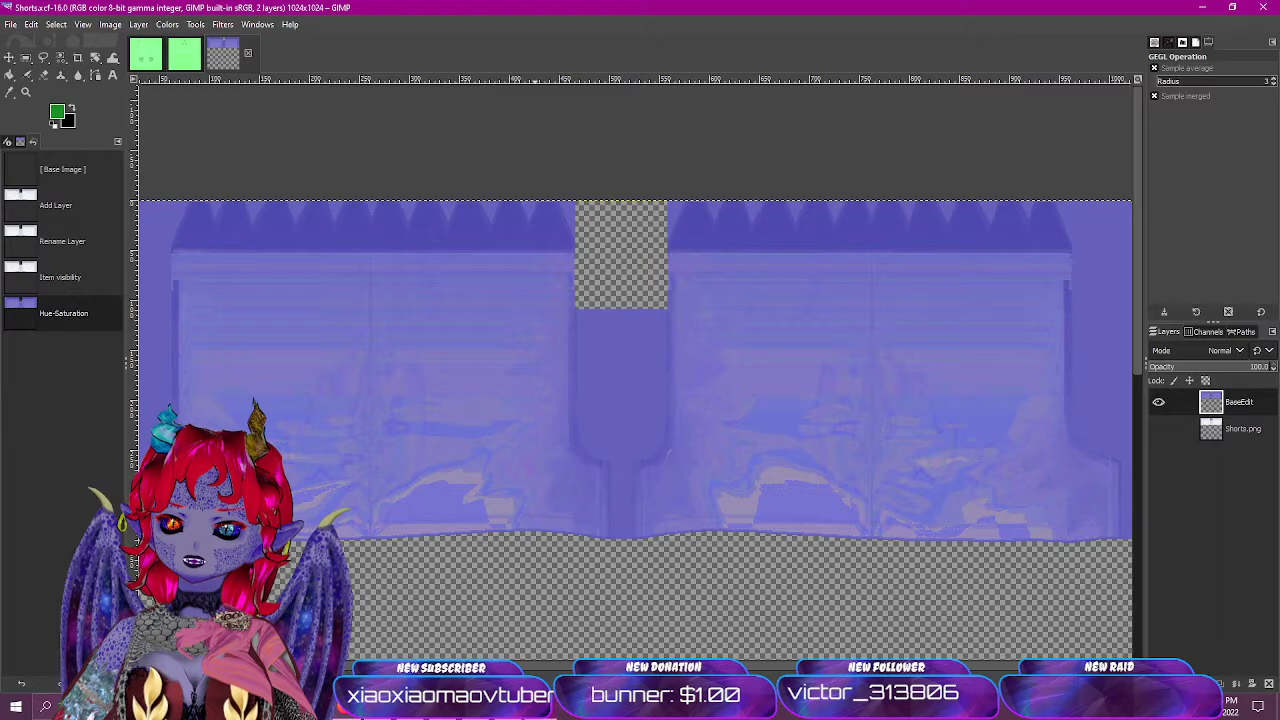 Shorts.xcf-16.0 (RGB color 8-bit gamma integer, GIMP built-in sRGB, 2 layers) 1024x1024 – GIMP
File Edit Select View Image Layer Colors Tools Filters Windows Help
GEGL Operation
Sample average
Radius 3
Sample merged
[Base Image]
Add Layer
Rename Layer
Item visibility
Hue-Saturation
Layers Channels Paths
Mode Normal
Opacity 100.0
Lock:
BaseEdit
Shorts.png
NEW SUBSCRIBER NEW DONATION NEW FOLLOWER NEW RAID
xiaoxiaomaovtuber bunner: $1.00 victor_313806
PM